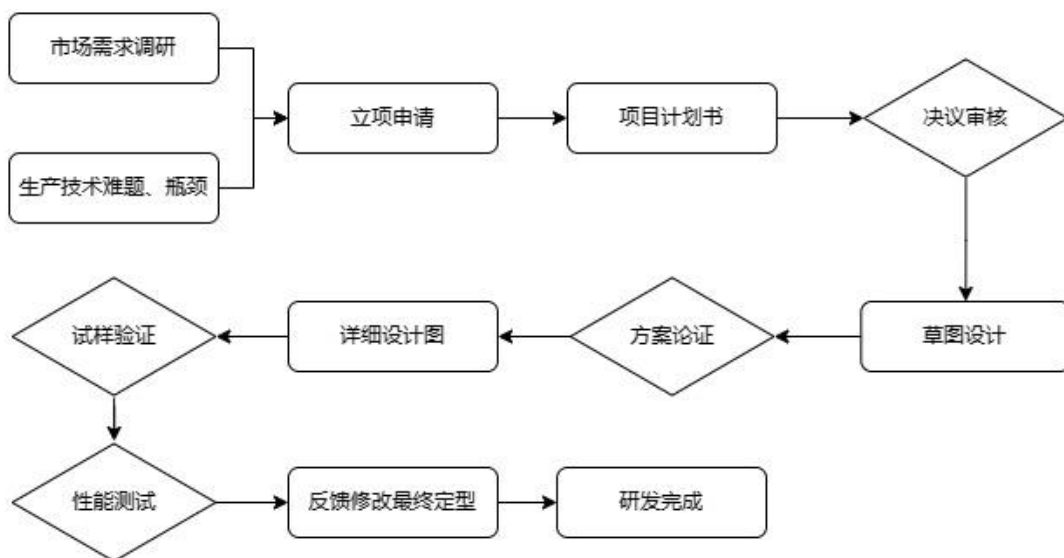 市场需求调研
生产技术难题、瓶颈
立项申请
项目计划书
决议审核
草图设计
方案论证
详细设计图
试样验证
性能测试
反馈修改最终定型
研发完成